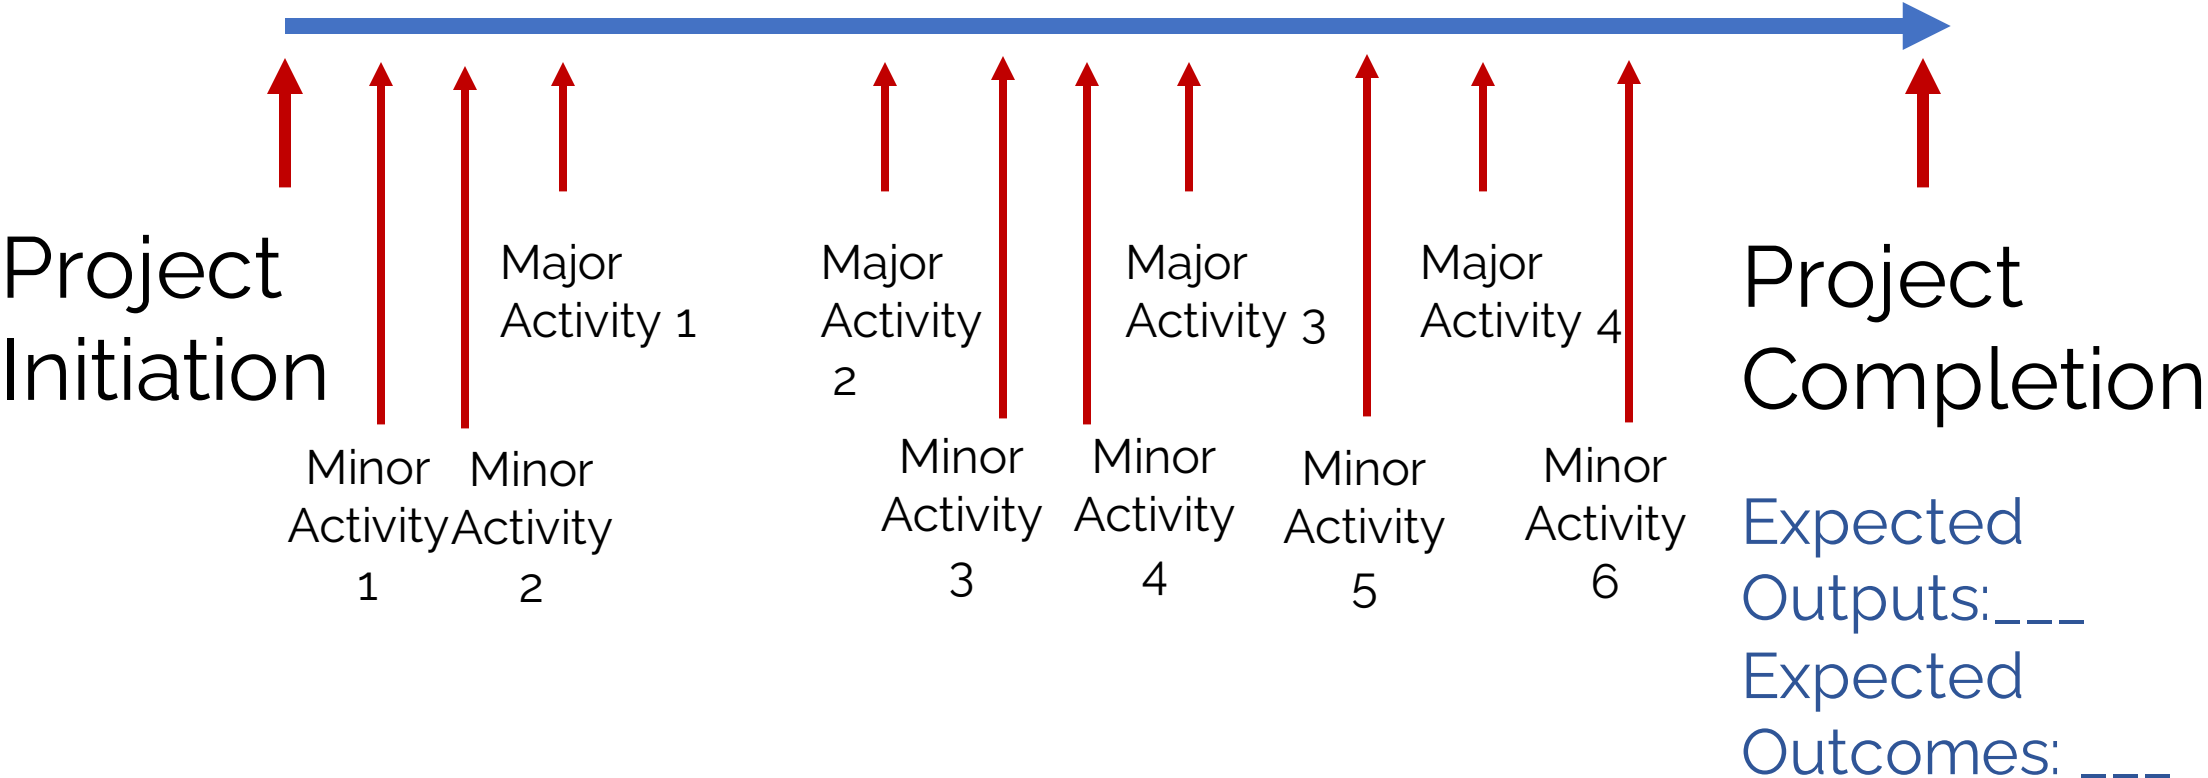 Project
Initiation
Major
Activity 1
Major
Activity
2
Major
Activity 3
Major
Activity 4
Project
Completion
Minor
Activity
1
Minor
Activity
2
Minor
Activity
3
Minor
Activity
4
Minor
Activity
5
Minor
Activity
6
Expected
Outputs:___
Expected
Outcomes: ___